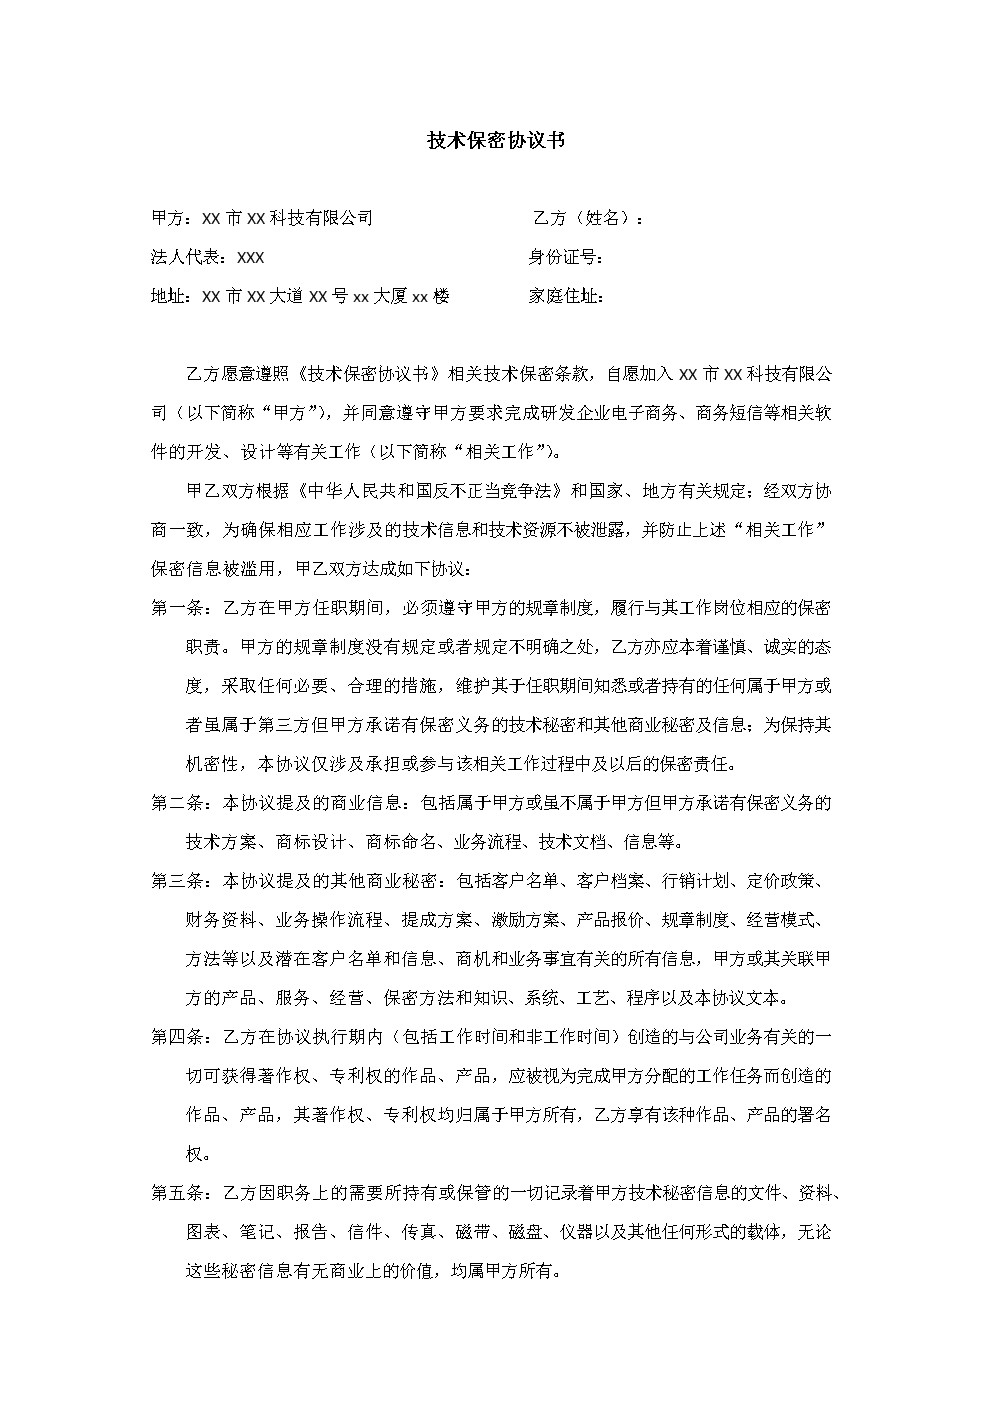 技术保密协议书
甲方：XX 市 XX 科技有限公司 乙方（姓名）：
法人代表：XXX 身份证号：
地址：XX 市 XX 大道 XX 号 xx 大厦 xx 楼 家庭住址：
乙方愿意遵照《技术保密协议书》相关技术保密条款，自愿加入 XX 市 XX 科技有限公
司（以下简称“甲方”），并同意遵守甲方要求完成研发企业电子商务、商务短信等相关软
件的开发、设计等有关工作（以下简称“相关工作”）。
甲乙双方根据《中华人民共和国反不正当竞争法》和国家、地方有关规定；经双方协
商一致，为确保相应工作涉及的技术信息和技术资源不被泄露，并防止上述“相关工作”
保密信息被滥用，甲乙双方达成如下协议：
第一条：乙方在甲方任职期间，必须遵守甲方的规章制度，履行与其工作岗位相应的保密
职责。甲方的规章制度没有规定或者规定不明确之处，乙方亦应本着谨慎、诚实的态
度，采取任何必要、合理的措施，维护其于任职期间知悉或者持有的任何属于甲方或
者虽属于第三方但甲方承诺有保密义务的技术秘密和其他商业秘密及信息；为保持其
机密性，本协议仅涉及承担或参与该相关工作过程中及以后的保密责任。
第二条：本协议提及的商业信息：包括属于甲方或虽不属于甲方但甲方承诺有保密义务的
技术方案、商标设计、商标命名、业务流程、技术文档、信息等。
第三条：本协议提及的其他商业秘密：包括客户名单、客户档案、行销计划、定价政策、
财务资料、业务操作流程、提成方案、激励方案、产品报价、规章制度、经营模式、
方法等以及潜在客户名单和信息、商机和业务事宜有关的所有信息，甲方或其关联甲
方的产品、服务、经营、保密方法和知识、系统、工艺、程序以及本协议文本。
第四条：乙方在协议执行期内（包括工作时间和非工作时间）创造的与公司业务有关的一
切可获得著作权、专利权的作品、产品，应被视为完成甲方分配的工作任务而创造的
作品、产品，其著作权、专利权均归属于甲方所有，乙方享有该种作品、产品的署名
权。
第五条：乙方因职务上的需要所持有或保管的一切记录着甲方技术秘密信息的文件、资料、
图表、笔记、报告、信件、传真、磁带、磁盘、仪器以及其他任何形式的载体，无论
这些秘密信息有无商业上的价值，均属甲方所有。